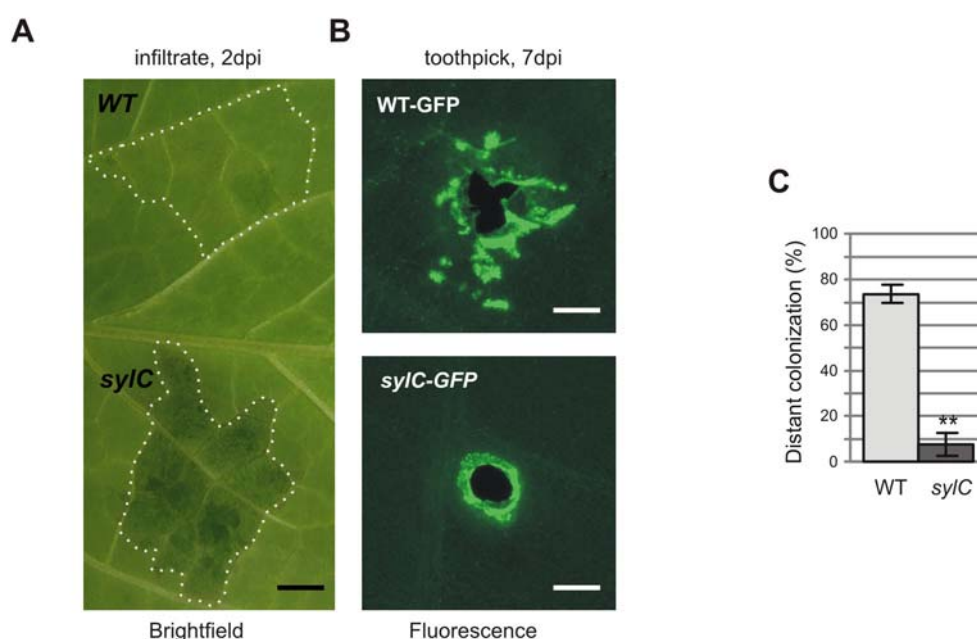 A
infiltrate, 2dpi
WT
sylC
Brightfield
B
toothpick, 7dpi
WT-GFP
sylC-GFP
Fluorescence
C
Distant colonization (%)
100
80
60
40
20
0
**
WT sylC